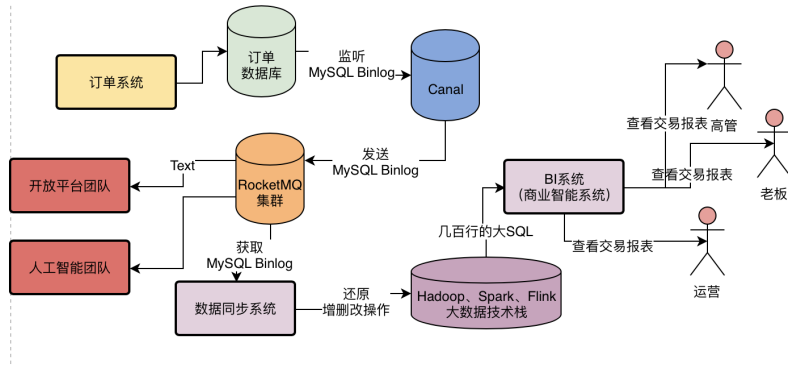 订单系统
订单
数据库
监听
MySQL Binlog
Canal
查看交易报表
高管
查看交易报表
老板
Text
开放平台团队
RocketMQ
集群
发送
MySQL Binlog
BI系统
(商业智能系统)
几百行的大SQL
查看交易报表
运营
人工智能团队
获取
MySQL Binlog
数据同步系统
还原
增删改操作
Hadoop、Spark、Flink
大数据技术栈